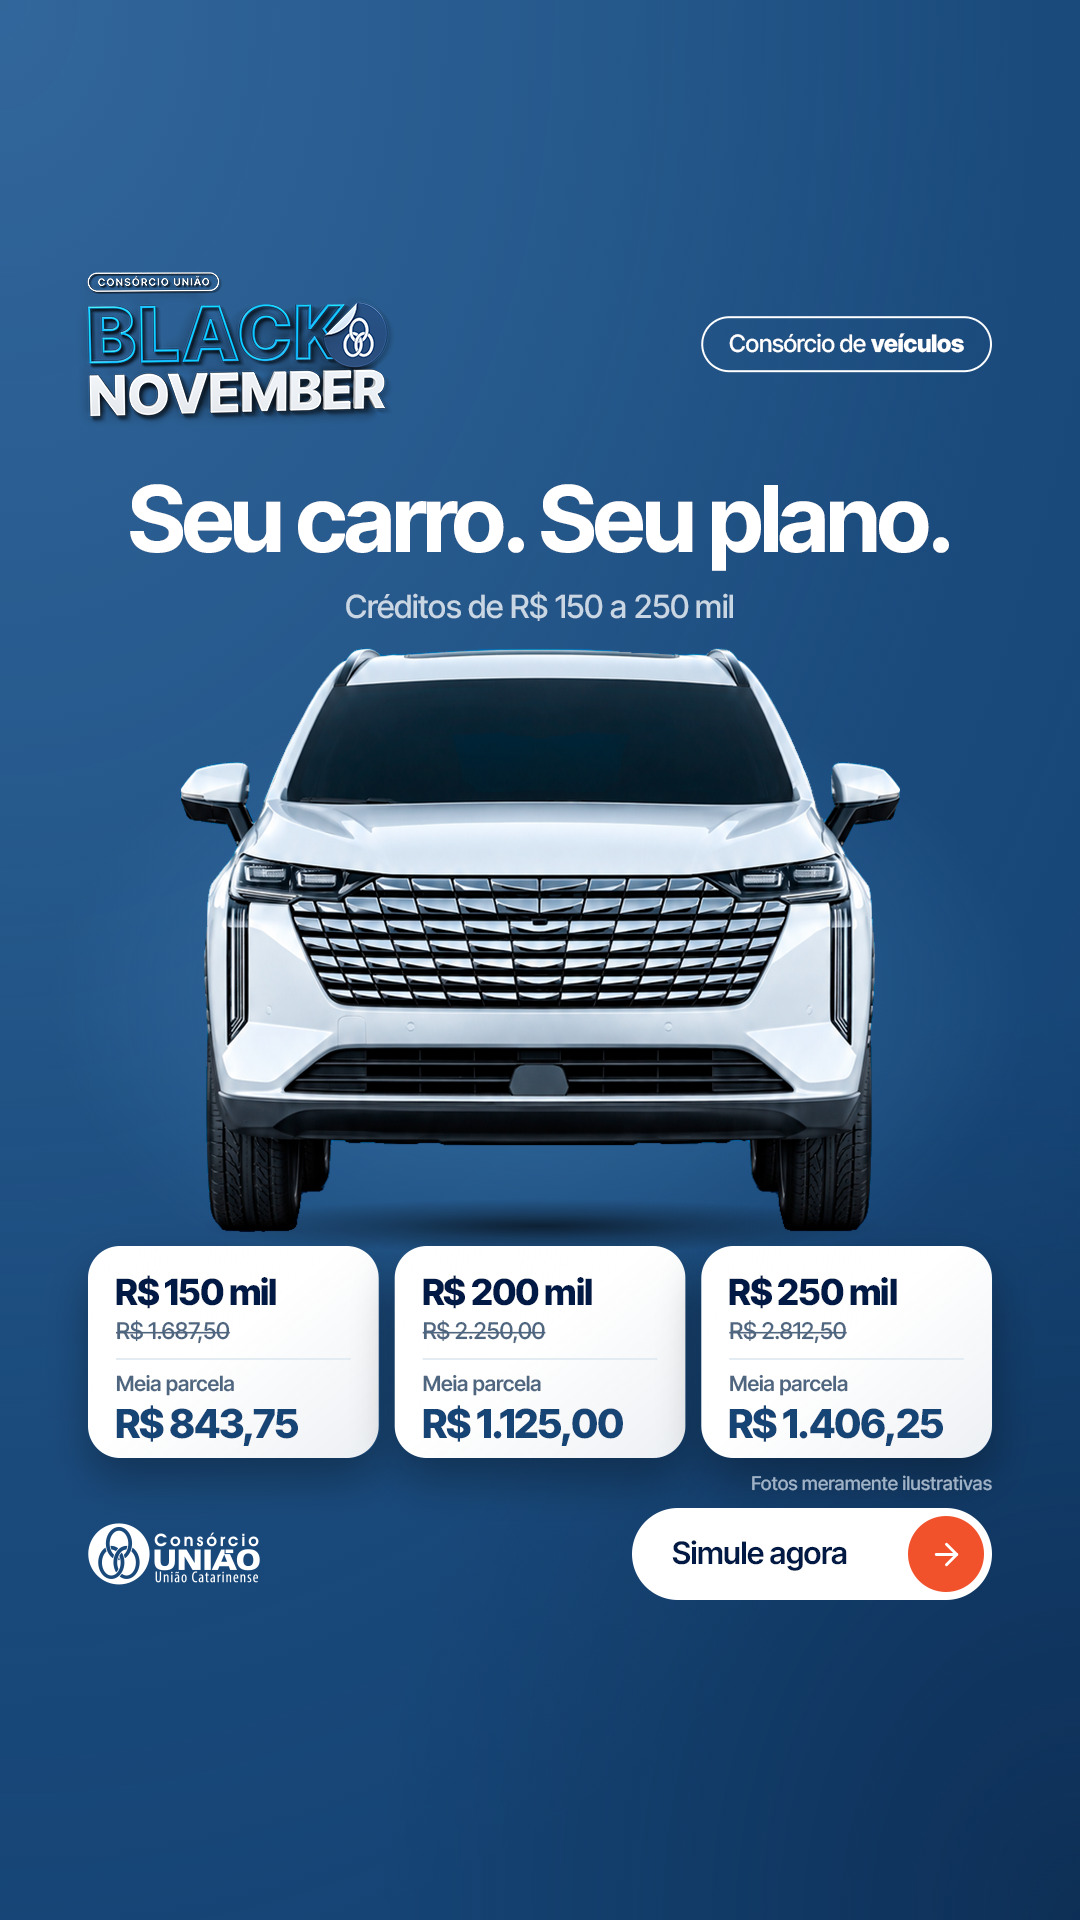 CONSÓRCIO UNIÃO
BLACK
NOVEMBER
Consórcio de veículos
Seu carro. Seu plano.
Créditos de R$ 150 a 250 mil
R$ 150 mil
R$ 1.687,50
Meia parcela
R$ 843,75
R$ 200 mil
R$ 2.250,00
Meia parcela
R$ 1.125,00
R$ 250 mil
R$ 2.812,50
Meia parcela
R$ 1.406,25
Fotos meramente ilustrativas
Consórcio
UNIÃO
União Catarinense
Simule agora